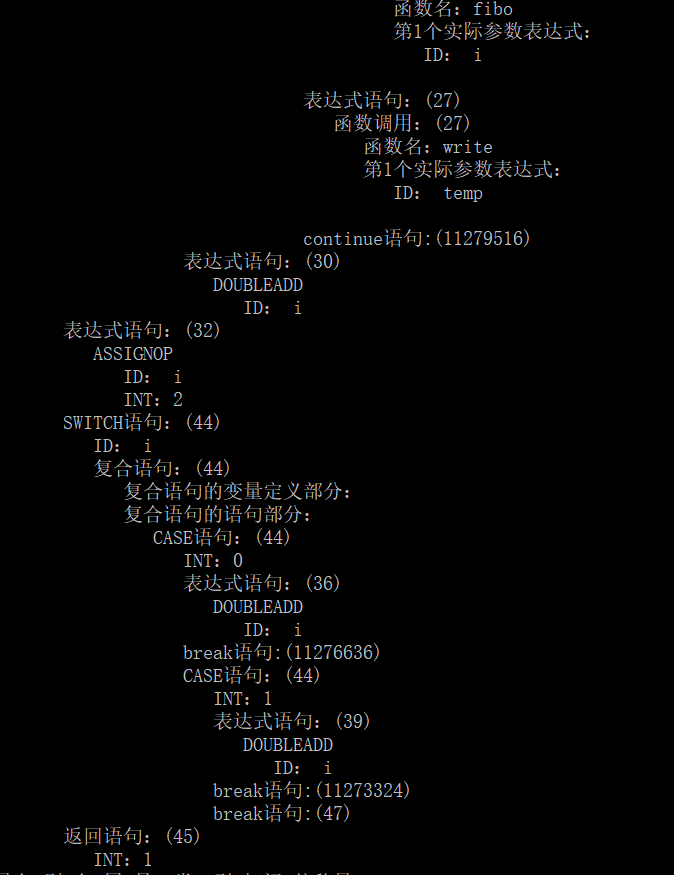 函数名: fibo
第1个实际参数表达式:
ID: i
表达式语句: (27)
函数调用: (27)
函数名: write
第1个实际参数表达式:
ID: temp
continue语句:(11279516)
表达式语句: (30)
DOUBLEADD
ID: i
表达式语句: (32)
ASSIGNOP
ID: i
INT: 2
SWITCH语句: (44)
ID: i
复合语句: (44)
复合语句的变量定义部分:
复合语句的语句部分:
CASE语句: (44)
INT: 0
表达式语句: (36)
DOUBLEADD
ID: i
break语句:(11276636)
CASE语句: (44)
INT: 1
表达式语句: (39)
DOUBLEADD
ID: i
break语句:(11273324)
break语句:(47)
返回语句: (45)
INT: 1